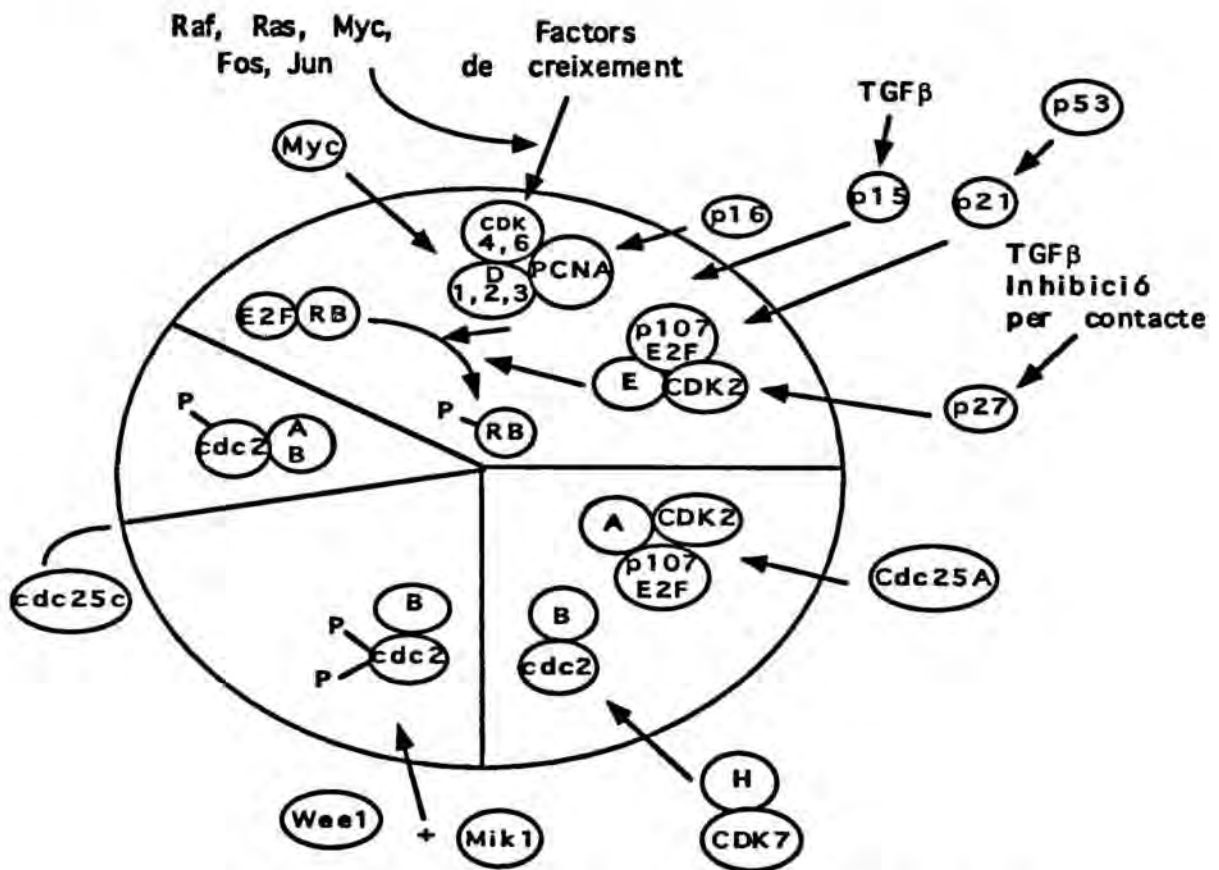 Raf, Ras, Myc,
Fos, Jun
Factors
de creixement
TGFβ
p53
Myc
p16
p15
p21
CDK
4,6
PCNA
D
1,2,3
TGFβ
Inhibició
per contacte
E2F
RB
p107
E2F
E
CDK2
p27
P
RB
P
cdc2
A
B
A
CDK2
p107
E2F
Cdc25A
cdc25c
B
P
cdc2
P
B
cdc2
H
CDK7
Wee1
+
Mik1